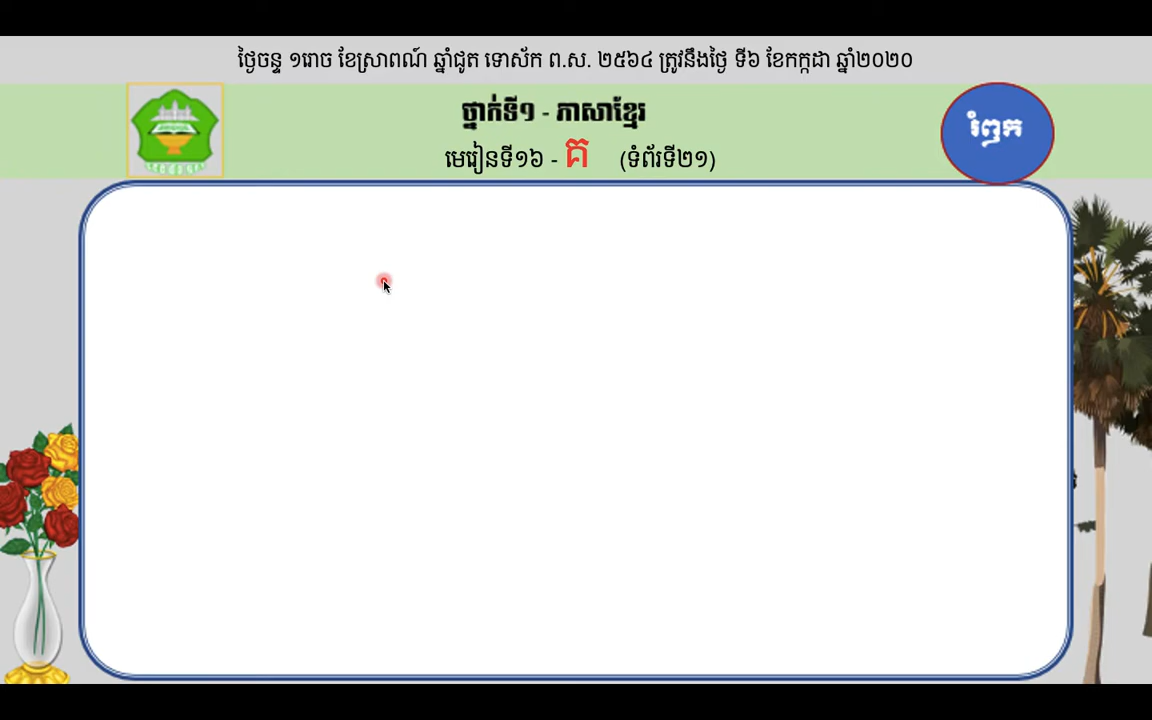 ថ្ងៃចន្ទ ១រោច ខែស្រាពណ៍ ឆ្នាំជូត ទោស័ក ព.ស. ២៥៦៤ ត្រូវនឹងថ្ងៃ ទី៦ ខែកក្កដា ឆ្នាំ២០២០
ថ្នាក់ទី១ - ភាសាខ្មែរ
មេរៀនទី១៦ - គ (ទំព័រទី២១)
រំឭក